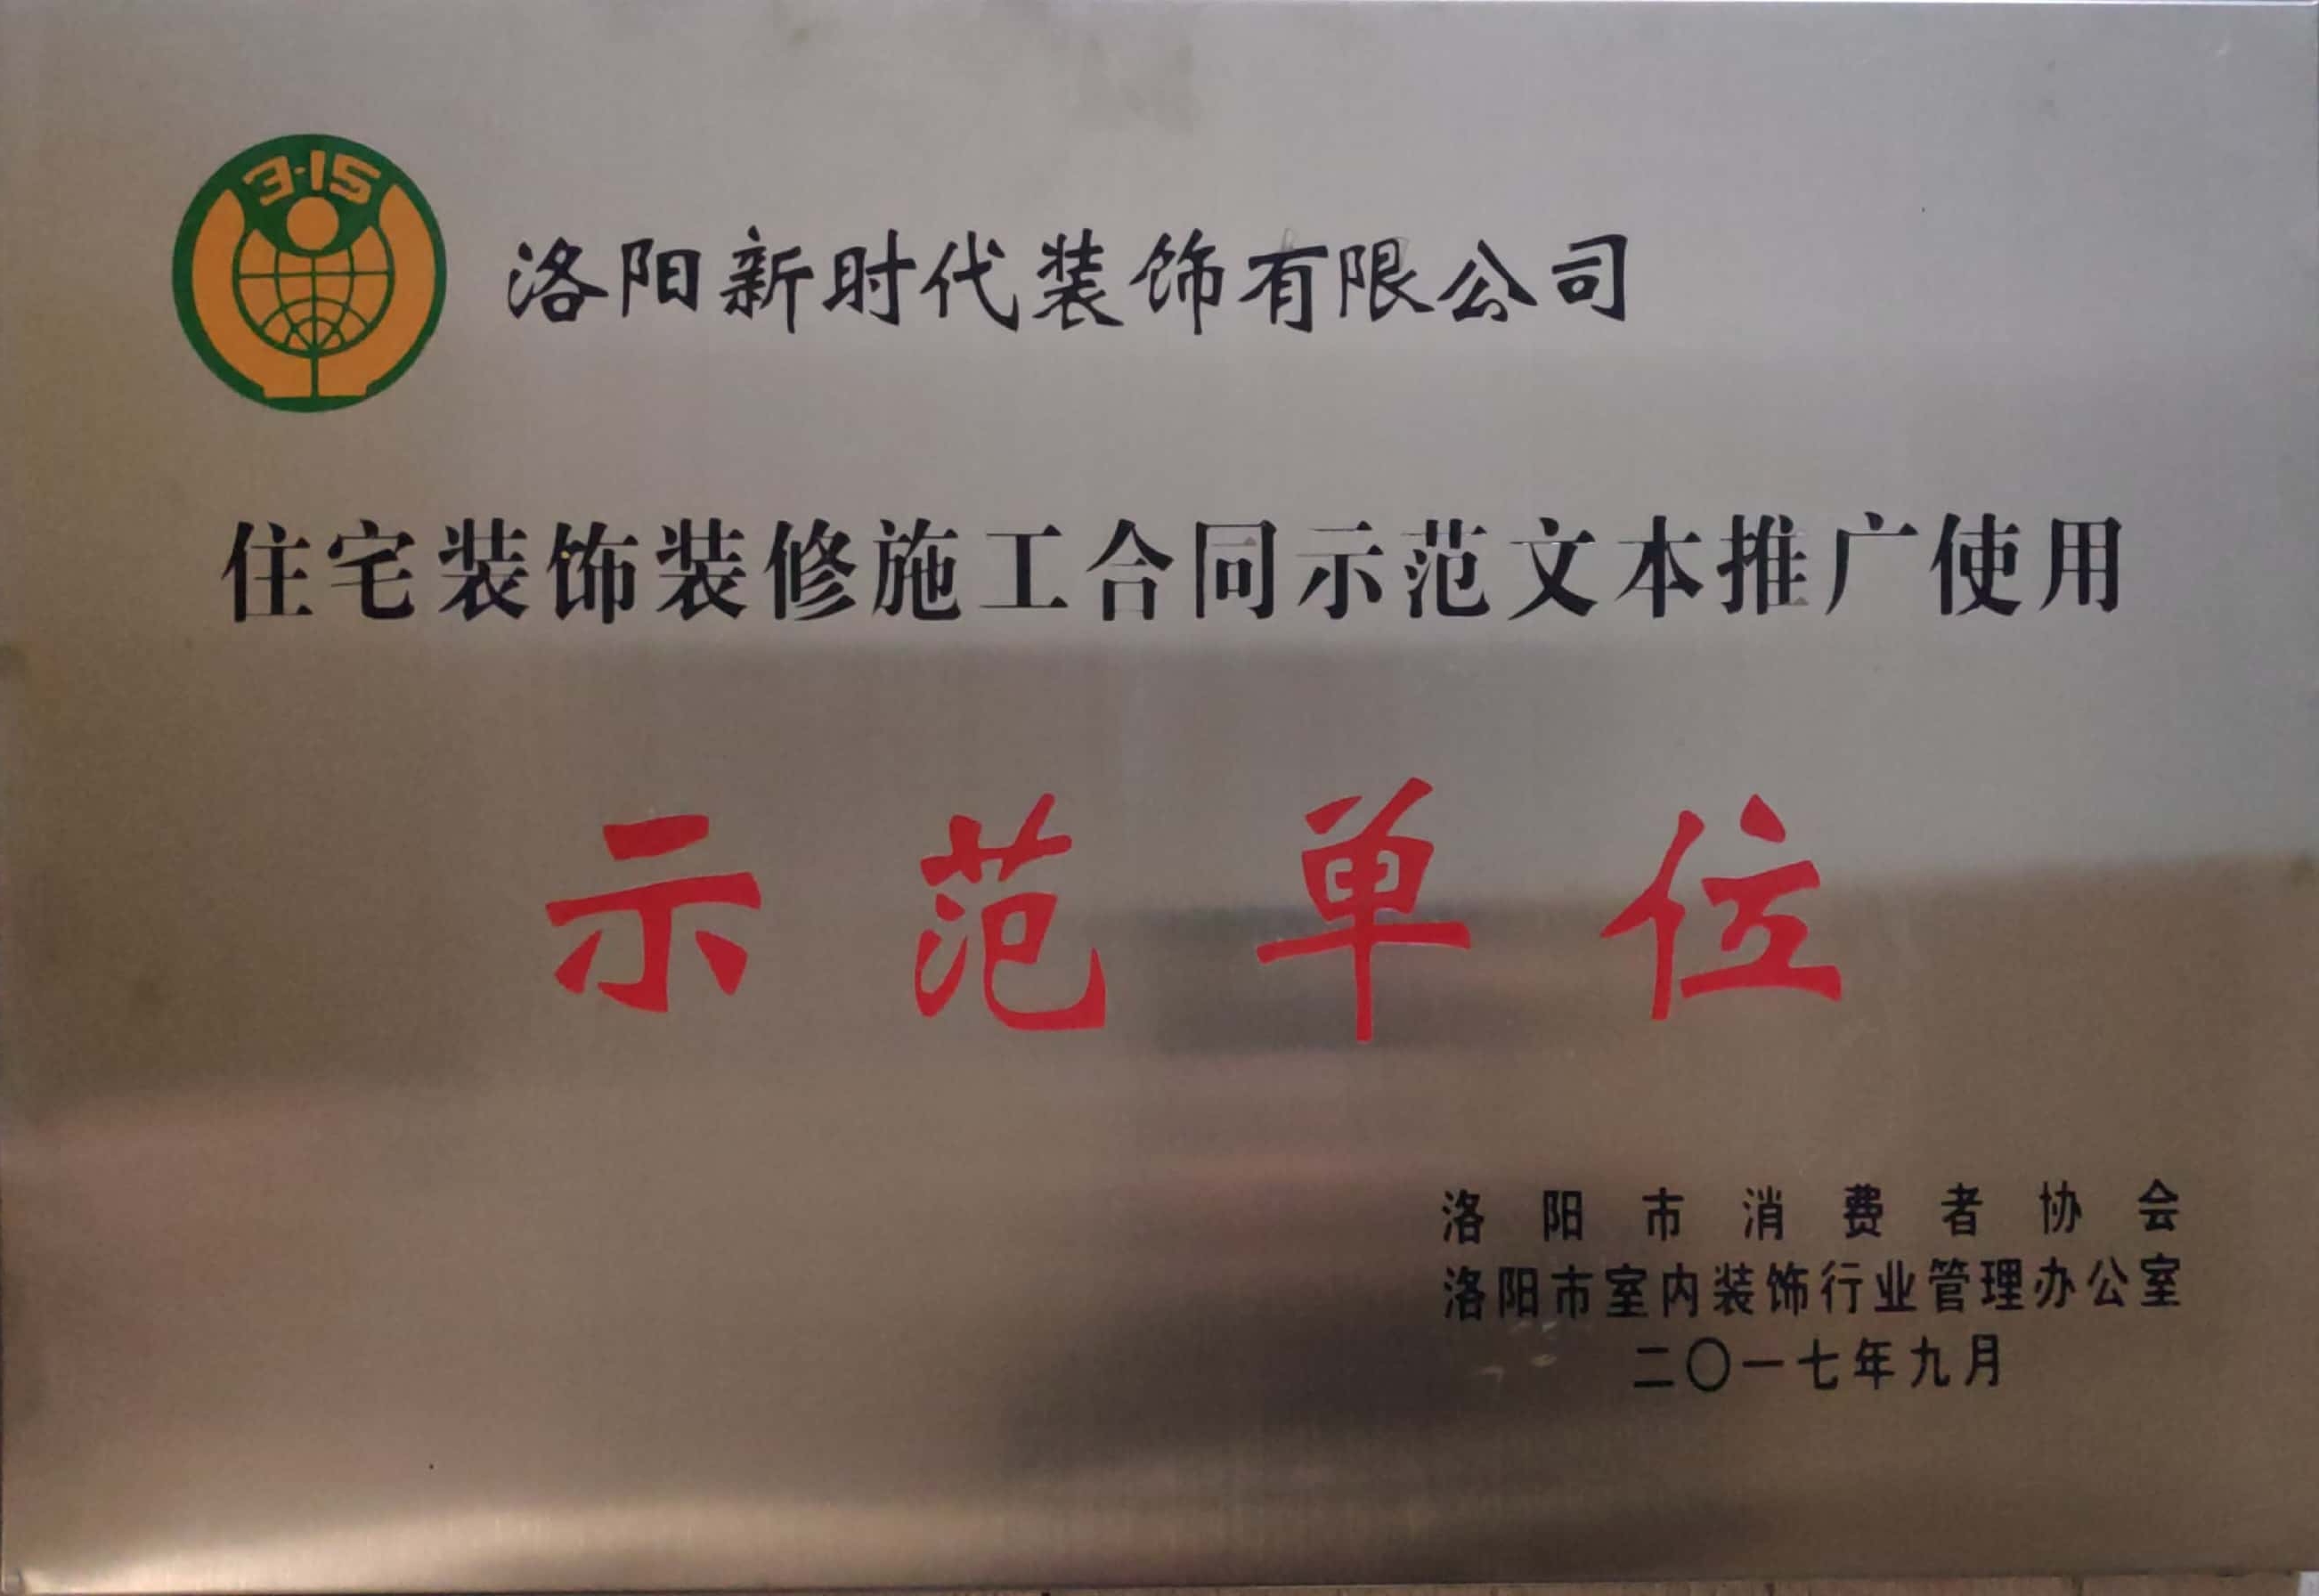 3·15
洛阳新时代装饰有限公司
住宅装饰装修施工合同示范文本推广使用
示范单位
洛阳市消费者协会
洛阳市室内装饰行业管理办公室
二〇一七年九月